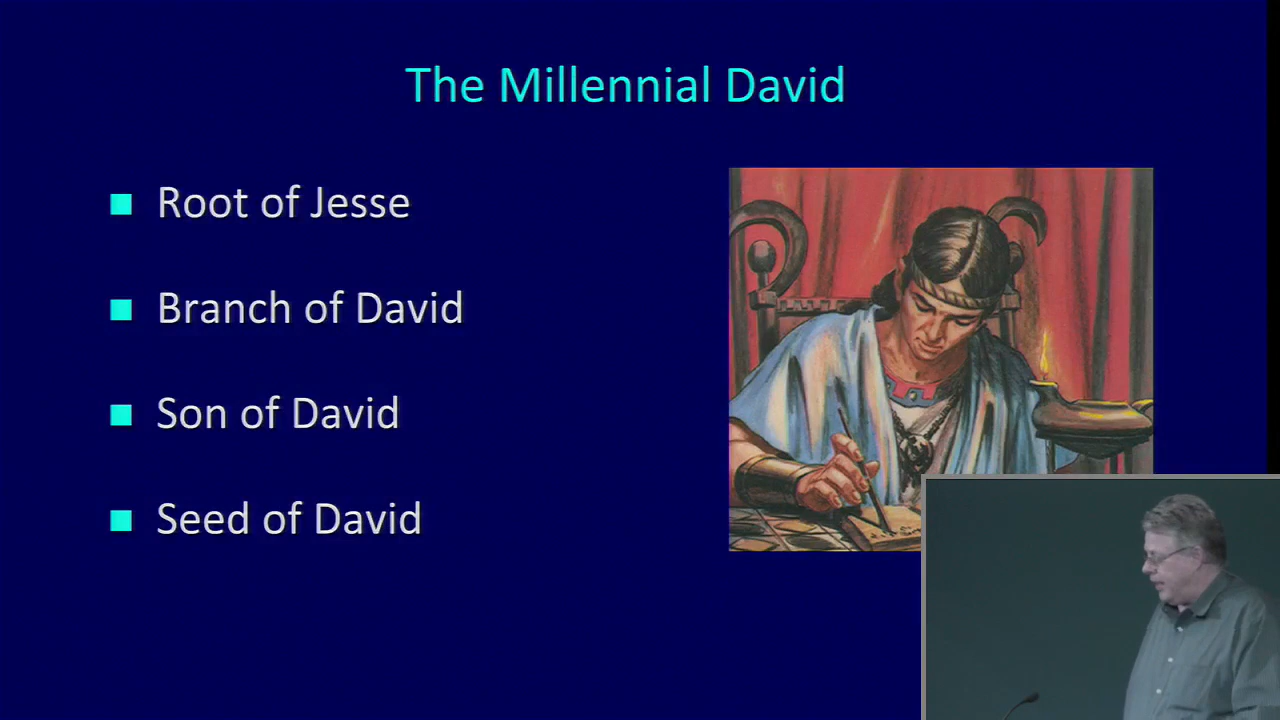 The Millennial David
Root of Jesse
Branch of David
Son of David
Seed of David